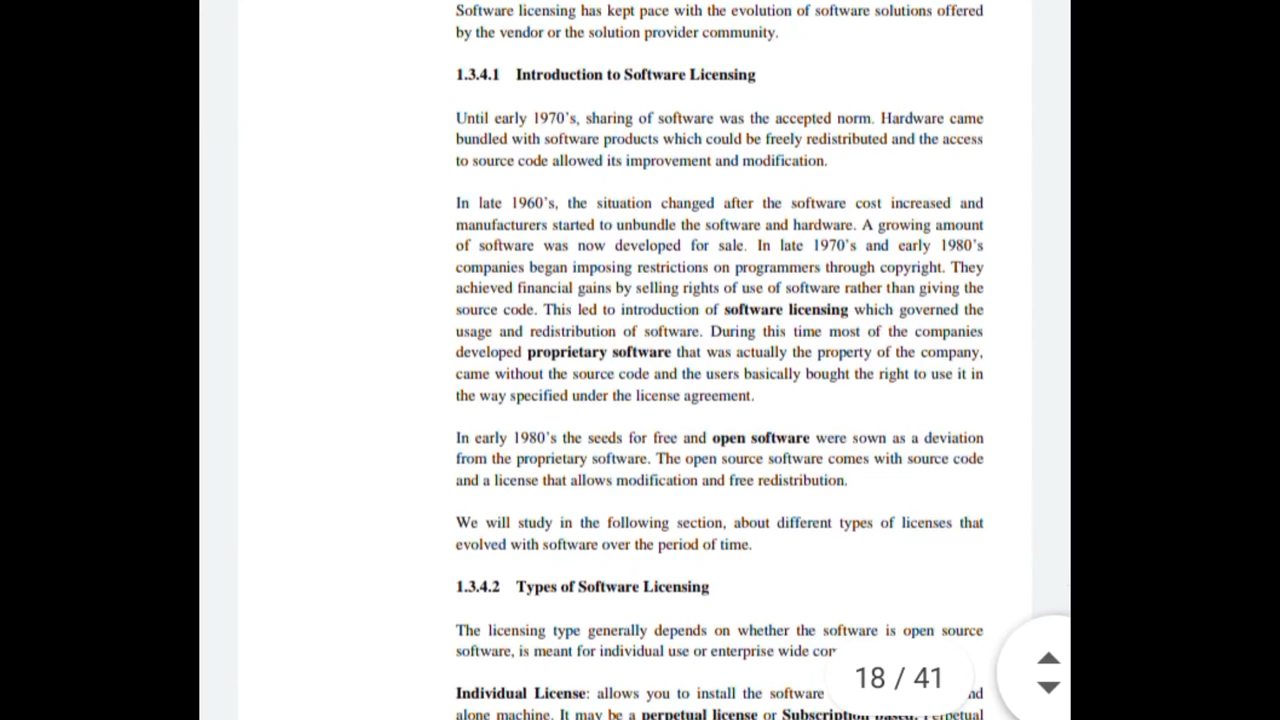 Software licensing has kept pace with the evolution of software solutions offered
by the vendor or the solution provider community.
1.3.4.1 Introduction to Software Licensing
Until early 1970's, sharing of software was the accepted norm. Hardware came
bundled with software products which could be freely redistributed and the access
to source code allowed its improvement and modification.
In late 1960's, the situation changed after the software cost increased and
manufacturers started to unbundle the software and hardware. A growing amount
of software was now developed for sale. In late 1970's and early 1980's
companies began imposing restrictions on programmers through copyright. They
achieved financial gains by selling rights of use of software rather than giving the
source code. This led to introduction of software licensing which governed the
usage and redistribution of software. During this time most of the companies
developed proprietary software that was actually the property of the company,
came without the source code and the users basically bought the right to use it in
the way specified under the license agreement.
In early 1980's the seeds for free and open software were sown as a deviation
from the proprietary software. The open source software comes with source code
and a license that allows modification and free redistribution.
We will study in the following section, about different types of licenses that
evolved with software over the period of time.
1.3.4.2 Types of Software Licensing
The licensing type generally depends on whether the software is open source
software, is meant for individual use or enterprise wide
Individual License: allows you to install the software
alone machine. It may be a perpetual license or Subscription
18 / 41